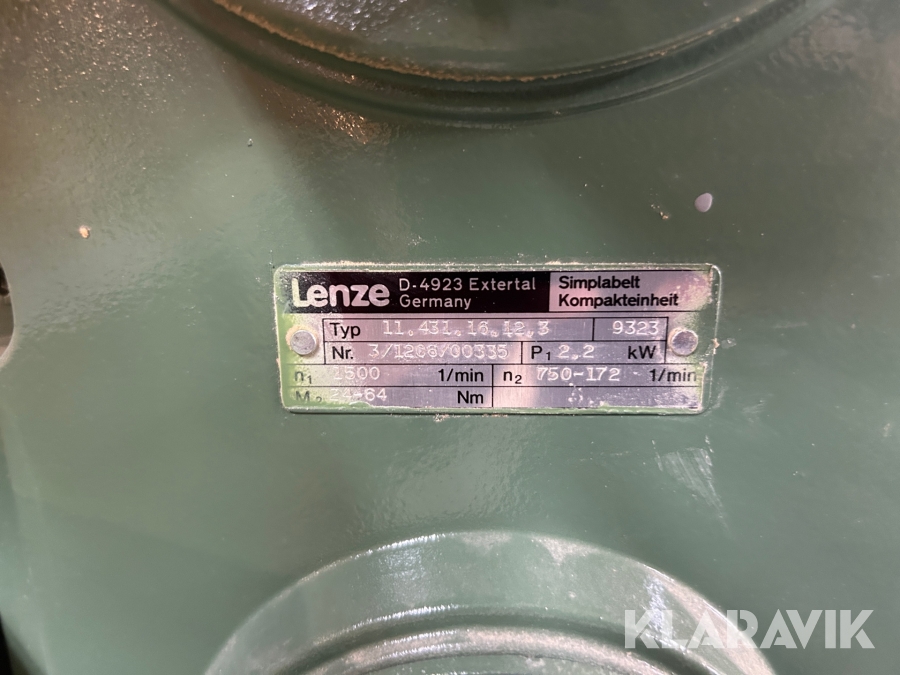 Lenze D-4923 Extertal Germany
Simplabelt Kompakteinheit
Typ 11.431.16.12.3 9323
Nr. 3/1206/00335 P1 2.2 kW
n1 1500 1/min n2 750-172 1/min
M2 24-64 Nm
KLARAVIK